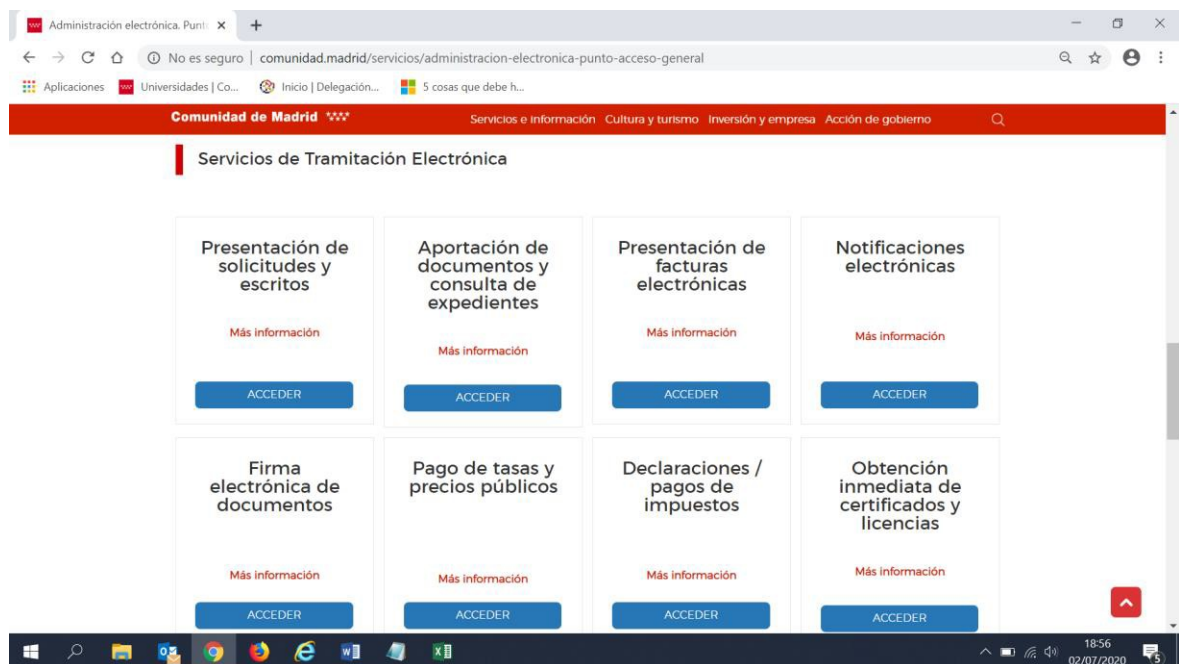 Administración electrónica. Punt
No es seguro | comunidad.madrid/servicios/administracion-electronica-punto-acceso-general
Aplicaciones Universidades | Co... Inicio | Delegación... 5 cosas que debe h...
Comunidad de Madrid Servicios e información Cultura y turismo Inversión y empresa Acción de gobierno
Servicios de Tramitación Electrónica
Presentación de
solicitudes y
escritos
Más información
ACCEDER
Aportación de
documentos y
consulta de
expedientes
Más información
ACCEDER
Presentación de
facturas
electrónicas
Más información
ACCEDER
Notificaciones
electrónicas
Más información
ACCEDER
Firma
electrónica de
documentos
Más información
ACCEDER
Pago de tasas y
precios públicos
Más información
ACCEDER
Declaraciones /
pagos de
impuestos
Más información
ACCEDER
Obtención
inmediata de
certificados y
licencias
Más información
ACCEDER
18:56
02/07/2020
5